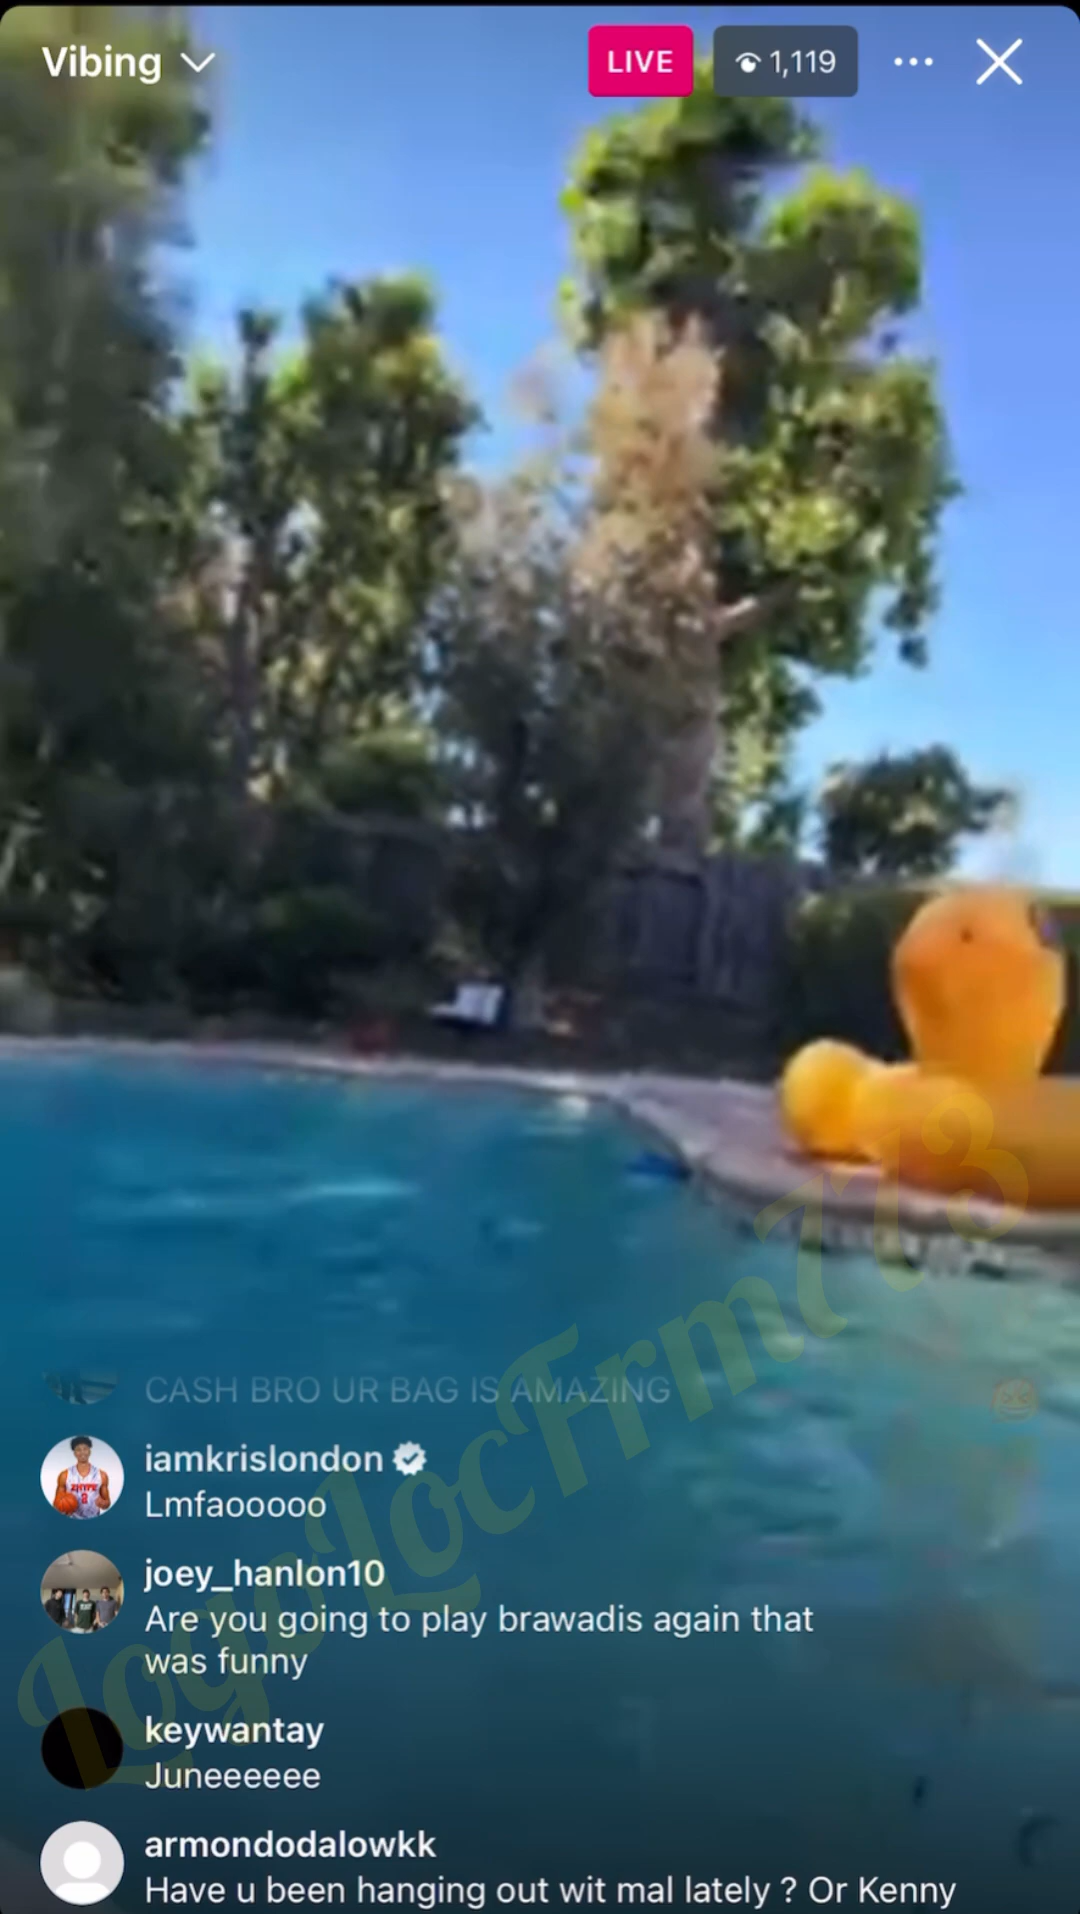 Vibing
LIVE
1,119
CASH BRO UR BAG IS AMAZING
iamkrislondon
Lmfaooooo
joey_hanlon10
Are you going to play brawadis again that
was funny
keywantay
Juneeeeee
armondodalowkk
Have u been hanging out wit mal lately ? Or Kenny
LogoLocFrm773